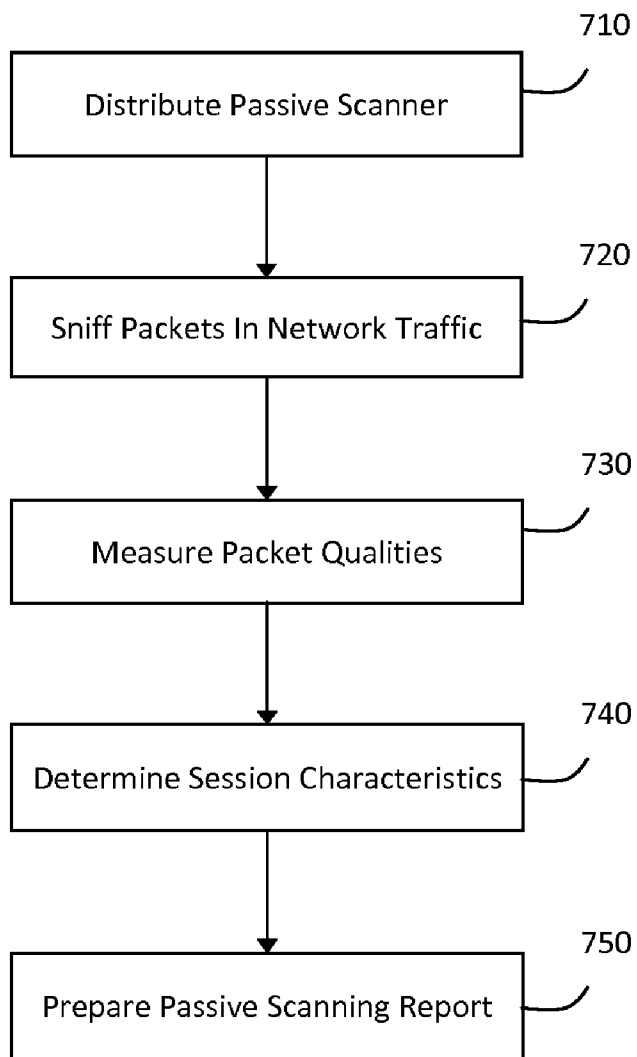 710
Distribute Passive Scanner
720
Sniff Packets In Network Traffic
730
Measure Packet Qualities
740
Determine Session Characteristics
750
Prepare Passive Scanning Report